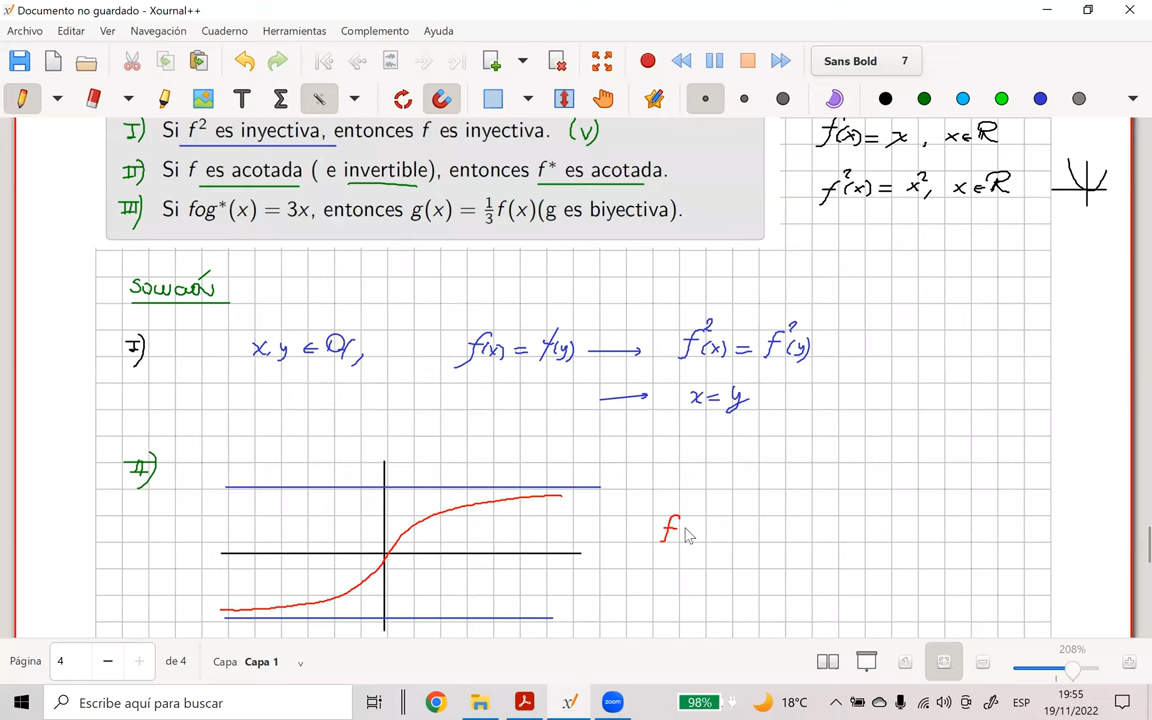 Documento no guardado - Xournal++
Archivo Editar Ver Navegación Cuaderno Herramientas Complemento Ayuda
Sans Bold 7
I) Si f² es inyectiva, entonces f es inyectiva. (V)
II) Si f es acotada ( e invertible), entonces f* es acotada.
III) Si fog*(x) = 3x, entonces g(x) = 1/3 f(x)(g es biyectiva).
f(x) = x , x ∈ ℝ
f²(x) = x², x ∈ ℝ
Solución
I) x, y ∈ Df, f(x) = f(y) → f²(x) = f²(y)
→ x = y
II)
f
Página 4 de 4 Capa Capa 1
208%
Escribe aquí para buscar
zoom
98%
18°C
ESP
19:55
19/11/2022